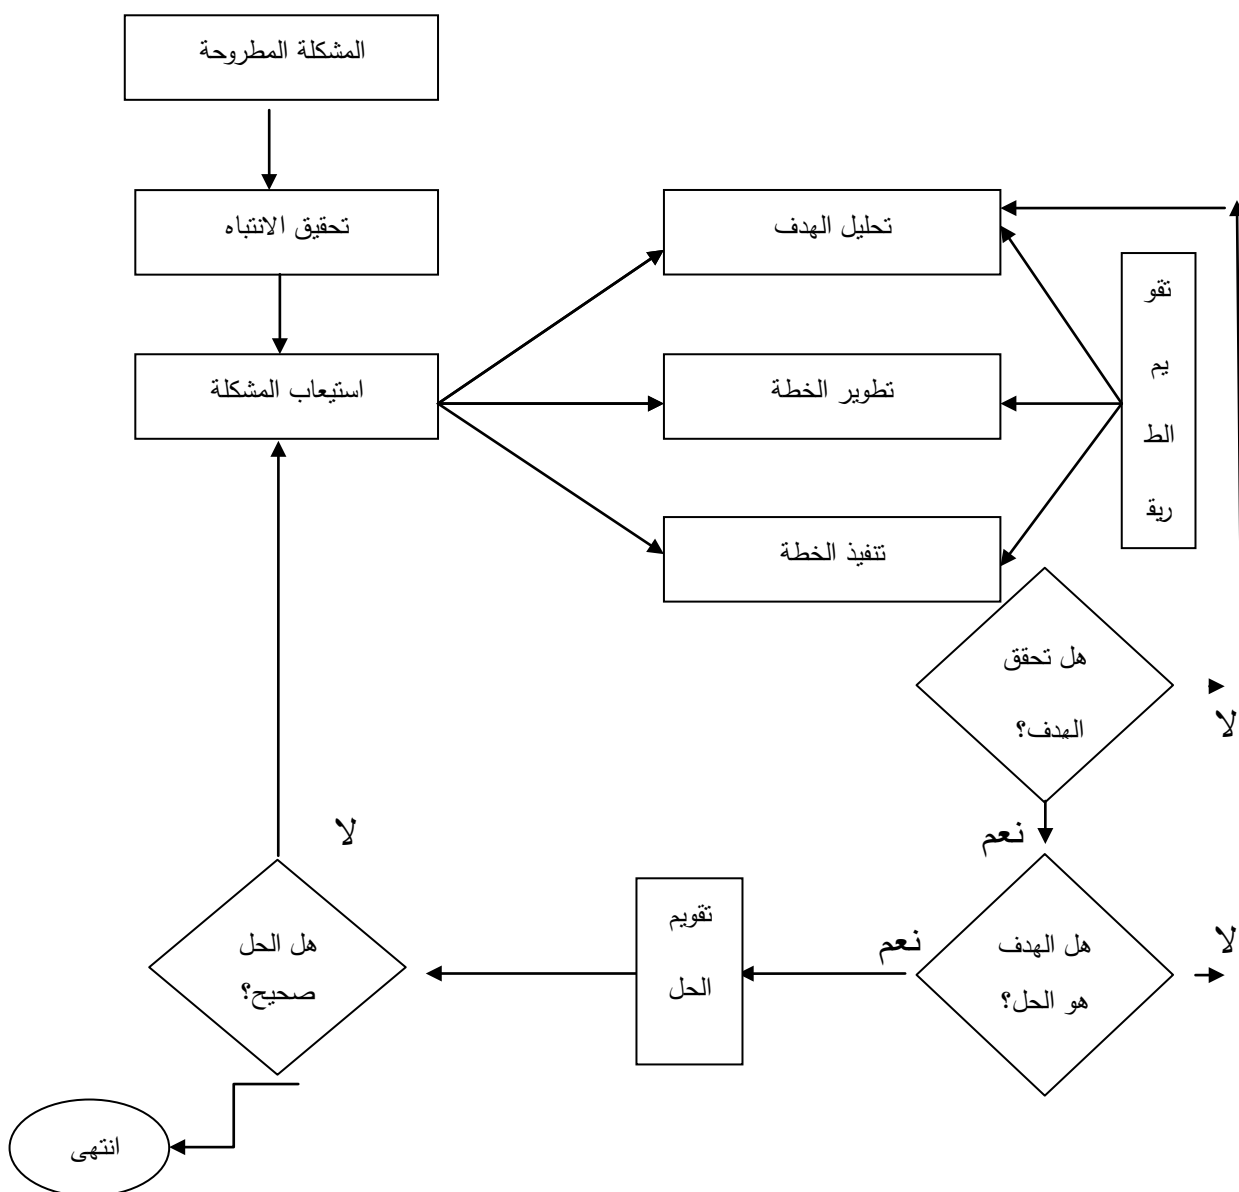 المشكلة المطروحة
تحقيق الانتباه
تحليل الهدف
تقو
يم
الط
ريقـ
استيعاب المشكلة
تطوير الخطة
تنفيذ الخطة
هل تحقق
الهدف؟
لا
نعم
هل الهدف
هو الحل؟
لا
نعم
تقويم
الحل
لا
هل الحل
صحيح؟
انتهى